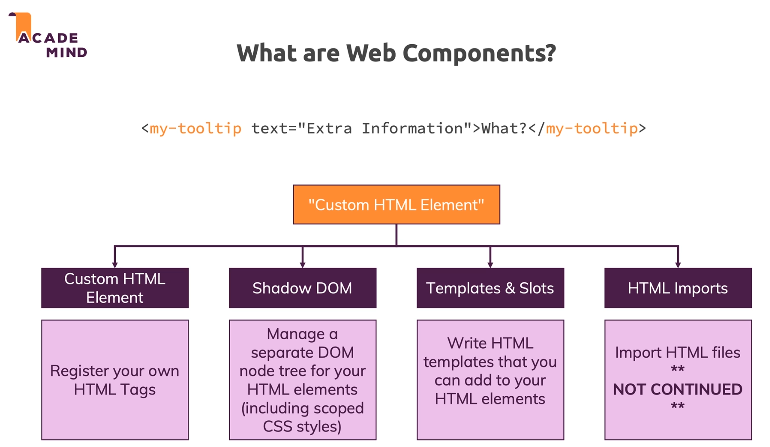 ACADE
MIND
What are Web Components?
<my-tooltip text="Extra Information">What?</my-tooltip>
"Custom HTML Element"
Custom HTML
Element
Register your own
HTML Tags
Shadow DOM
Manage a
separate DOM
node tree for your
HTML elements
(including scoped
CSS styles)
Templates & Slots
Write HTML
templates that you
can add to your
HTML elements
HTML Imports
Import HTML files
**
NOT CONTINUED
**